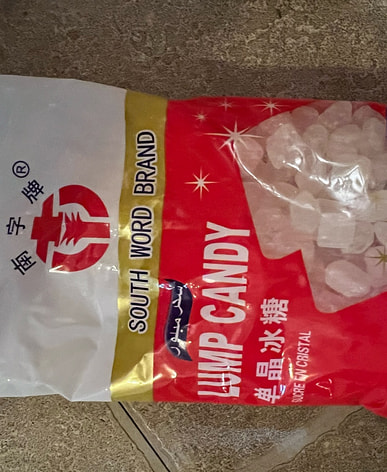 南字牌®
SOUTH WORD BRAND
LUMP CANDY
单晶冰糖
SUCRE EN CRISTAL